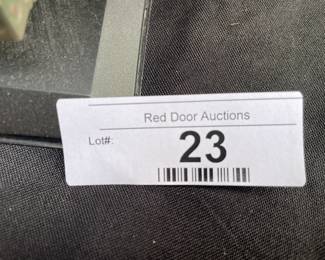 Red Door Auctions
Lot#: 23